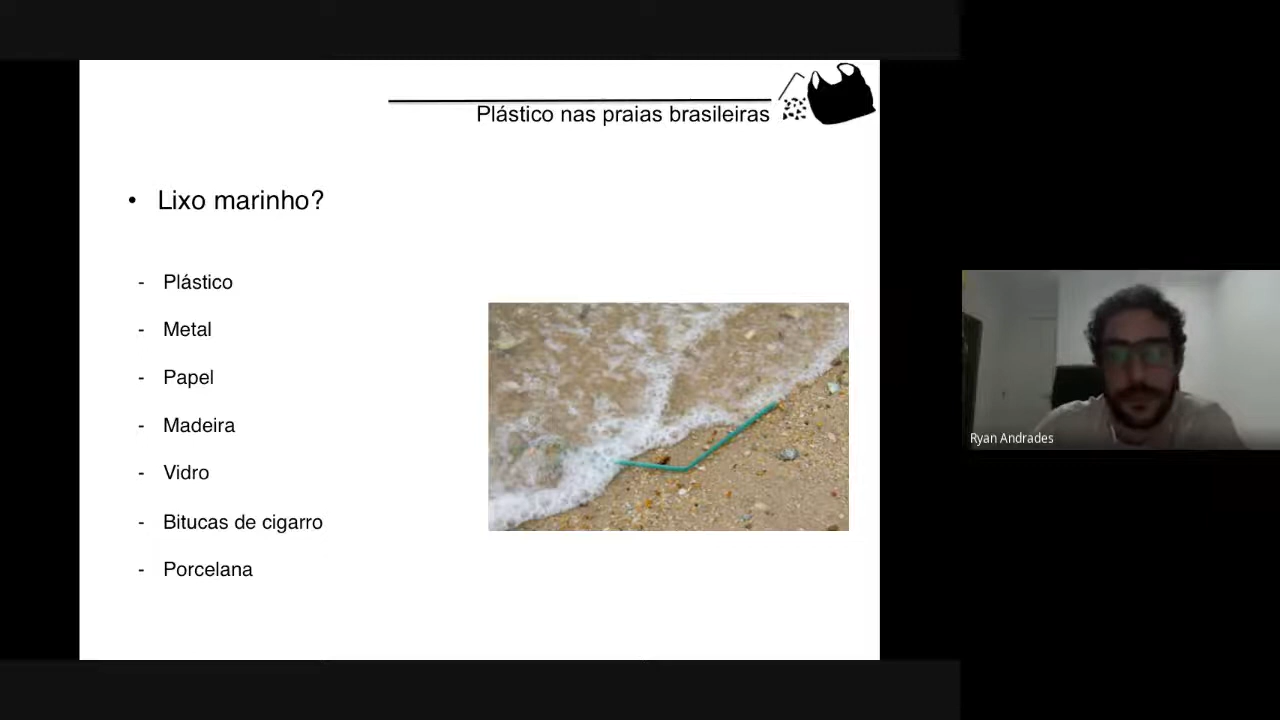 Plástico nas praias brasileiras
• Lixo marinho?
- Plástico
- Metal
- Papel
- Madeira
- Vidro
- Bitucas de cigarro
- Porcelana
Ryan Andrades